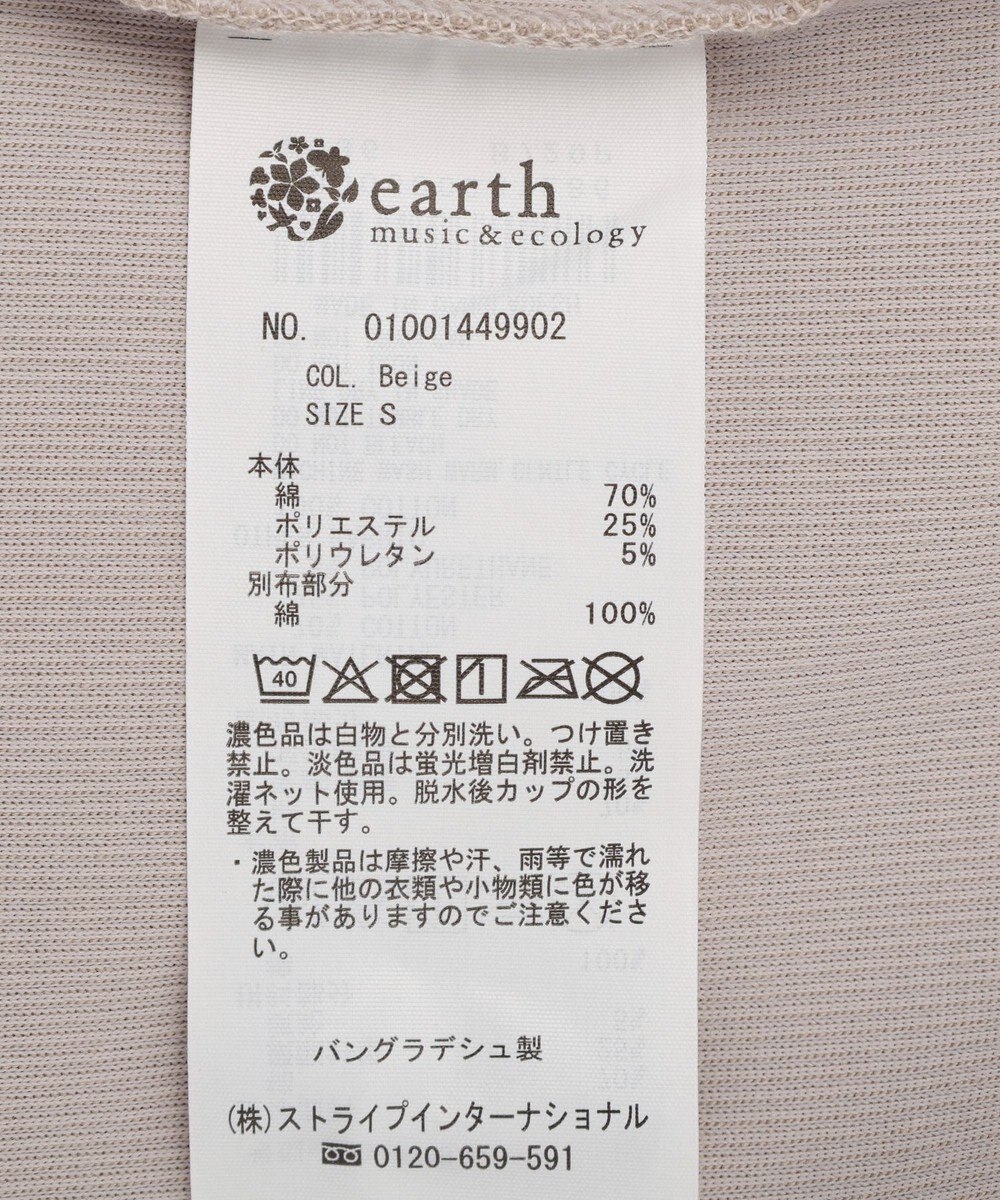 earth
music&ecology
NO. 01001449902
COL. Beige
SIZE S
本体
綿 70%
ポリエステル 25%
ポリウレタン 5%
別布部分
綿 100%
40
濃色品は白物と分別洗い。つけ置き
禁止。淡色品は蛍光増白剤禁止。洗
濯ネット使用。脱水後カップの形を
整えて干す。
・濃色製品は摩擦や汗、雨等で濡れ
た際に他の衣類や小物類に色が移
る事がありますのでご注意くださ
い。
バングラデシュ製
(株)ストライプインターナショナル
0120-659-591